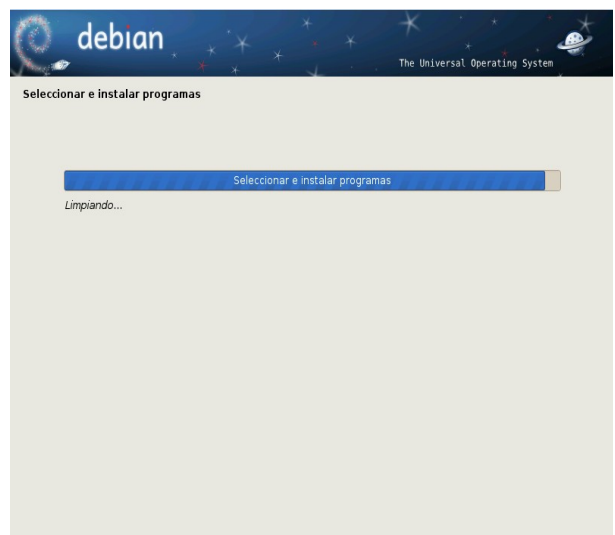 debian
The Universal Operating System
Seleccionar e instalar programas
Seleccionar e instalar programas
Limpiando...